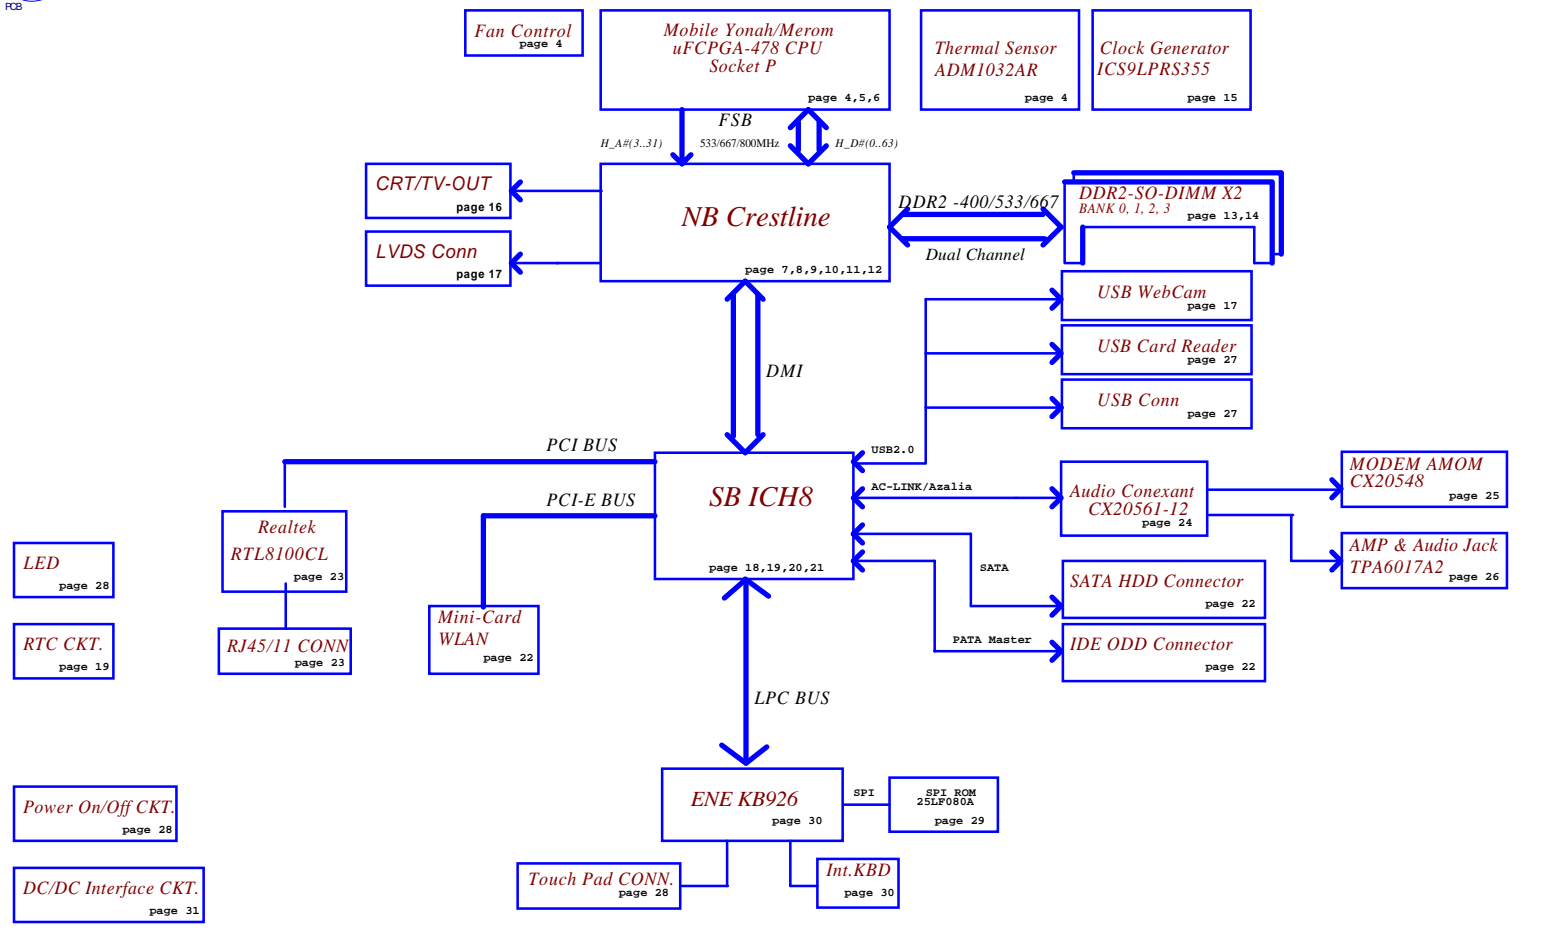 PCB
Fan Control
page 4
Mobile Yonah/Merom
uFCPGA-478 CPU
Socket P
page 4,5,6
Thermal Sensor
ADM1032AR
page 4
Clock Generator
ICS9LPRS355
page 15
FSB
H_A#(3..31)
533/667/800MHz
H_D#(0..63)
CRT/TV-OUT
page 16
LVDS Conn
page 17
NB Crestline
page 7,8,9,10,11,12
DDR2 -400/533/667
Dual Channel
DDR2-SO-DIMM X2
BANK 0, 1, 2, 3
page 13,14
USB WebCam
page 17
USB Card Reader
page 27
USB Conn
page 27
DMI
USB2.0
PCI BUS
PCI-E BUS
SB ICH8
page 18,19,20,21
AC-LINK/Azalia
Audio Conexant
CX20561-12
page 24
MODEM AMOM
CX20548
page 25
AMP & Audio Jack
TPA6017A2
page 26
SATA
SATA HDD Connector
page 22
PATA Master
IDE ODD Connector
page 22
Realtek
RTL8100CL
page 23
RJ45/11 CONN
page 23
Mini-Card
WLAN
page 22
LED
page 28
RTC CKT.
page 19
LPC BUS
ENE KB926
page 30
SPI
SPI ROM
25LF080A
page 29
Touch Pad CONN.
page 28
Int.KBD
page 30
Power On/Off CKT.
page 28
DC/DC Interface CKT.
page 31